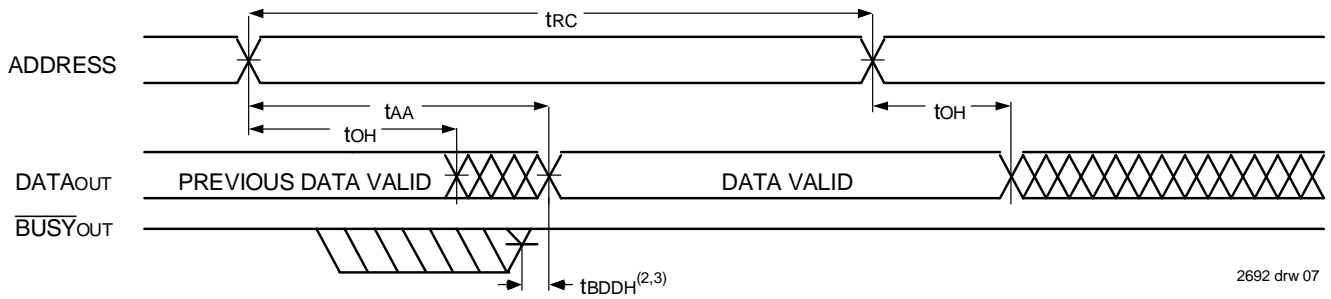 tRC
ADDRESS
tAA
tOH
tOH
DATAOUT
PREVIOUS DATA VALID
DATA VALID
BUSYOUT
tBDDH(2,3)
2692 drw 07